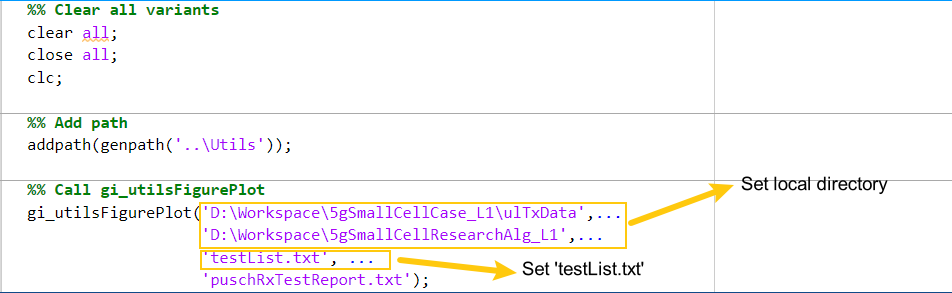 %% Clear all variants
clear all;
close all;
clc;
%% Add path
addpath(genpath('..\Utils'));
%% Call gi_utilsFigurePlot
gi_utilsFigurePlot('D:\Workspace\5gSmallCellCase_L1\ulTxData',...
'D:\Workspace\5gSmallCellResearchAlg_L1',...
'testList.txt', ...
'puschRxTestReport.txt');
Set local directory
Set 'testList.txt'